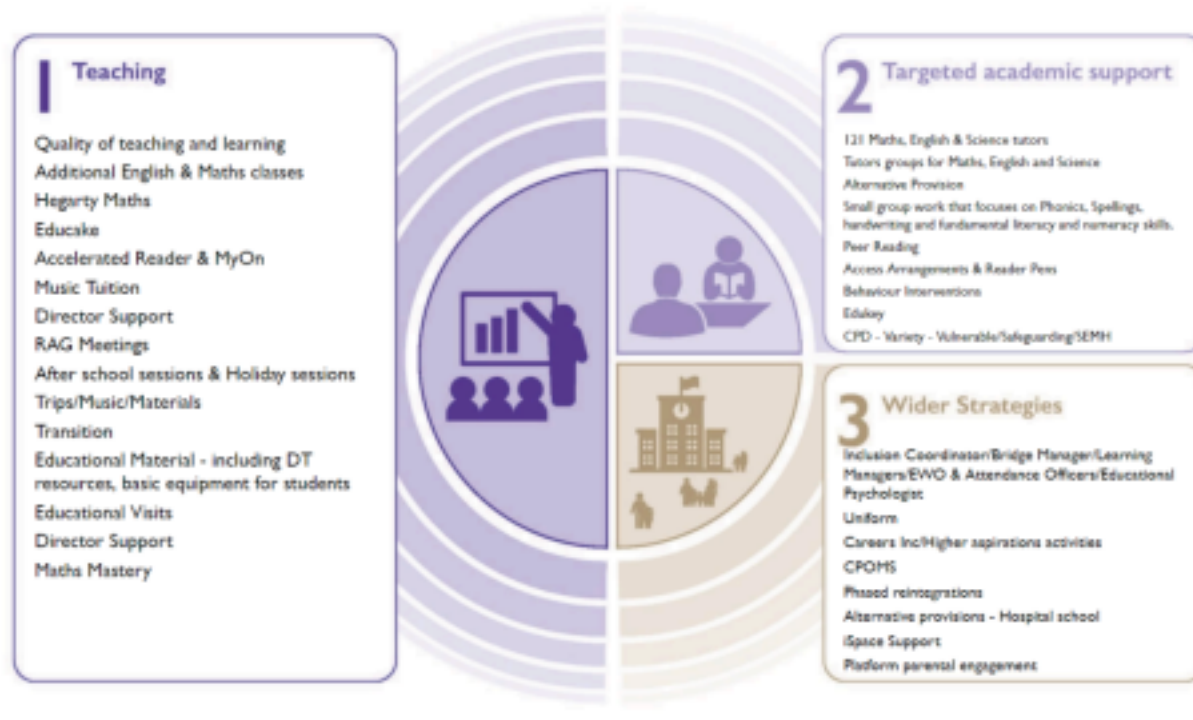 1 Teaching
Quality of teaching and learning
Additional English & Maths classes
Hegarty Maths
Educake
Accelerated Reader & MyOn
Music Tuition
Director Support
RAG Meetings
After school sessions & Holiday sessions
Trips/Music/Materials
Transition
Educational Material - including DT
resources, basic equipment for students
Educational Visits
Director Support
Maths Mastery
2 Targeted academic support
121 Maths, English & Science tutors
Tutors groups for Maths, English and Science
Alternative Provision
Small group work that focuses on Phonics, Spellings,
handwriting and fundamental literacy and numeracy skills.
Peer Reading
Access Arrangements & Reader Pens
Behaviour Interventions
Edukey
CPD - Variety - Vulnerable/Safeguarding/SEMH
3 Wider Strategies
Inclusion Coordinator/Bridge Manager/Learning
Managers/EWO & Attendance Officers/Educational
Psychologist
Uniform
Careers Inc/Higher aspirations activities
CPOMS
Phased reintegrations
Alternative provisions - Hospital school
iSpace Support
Platform parental engagement